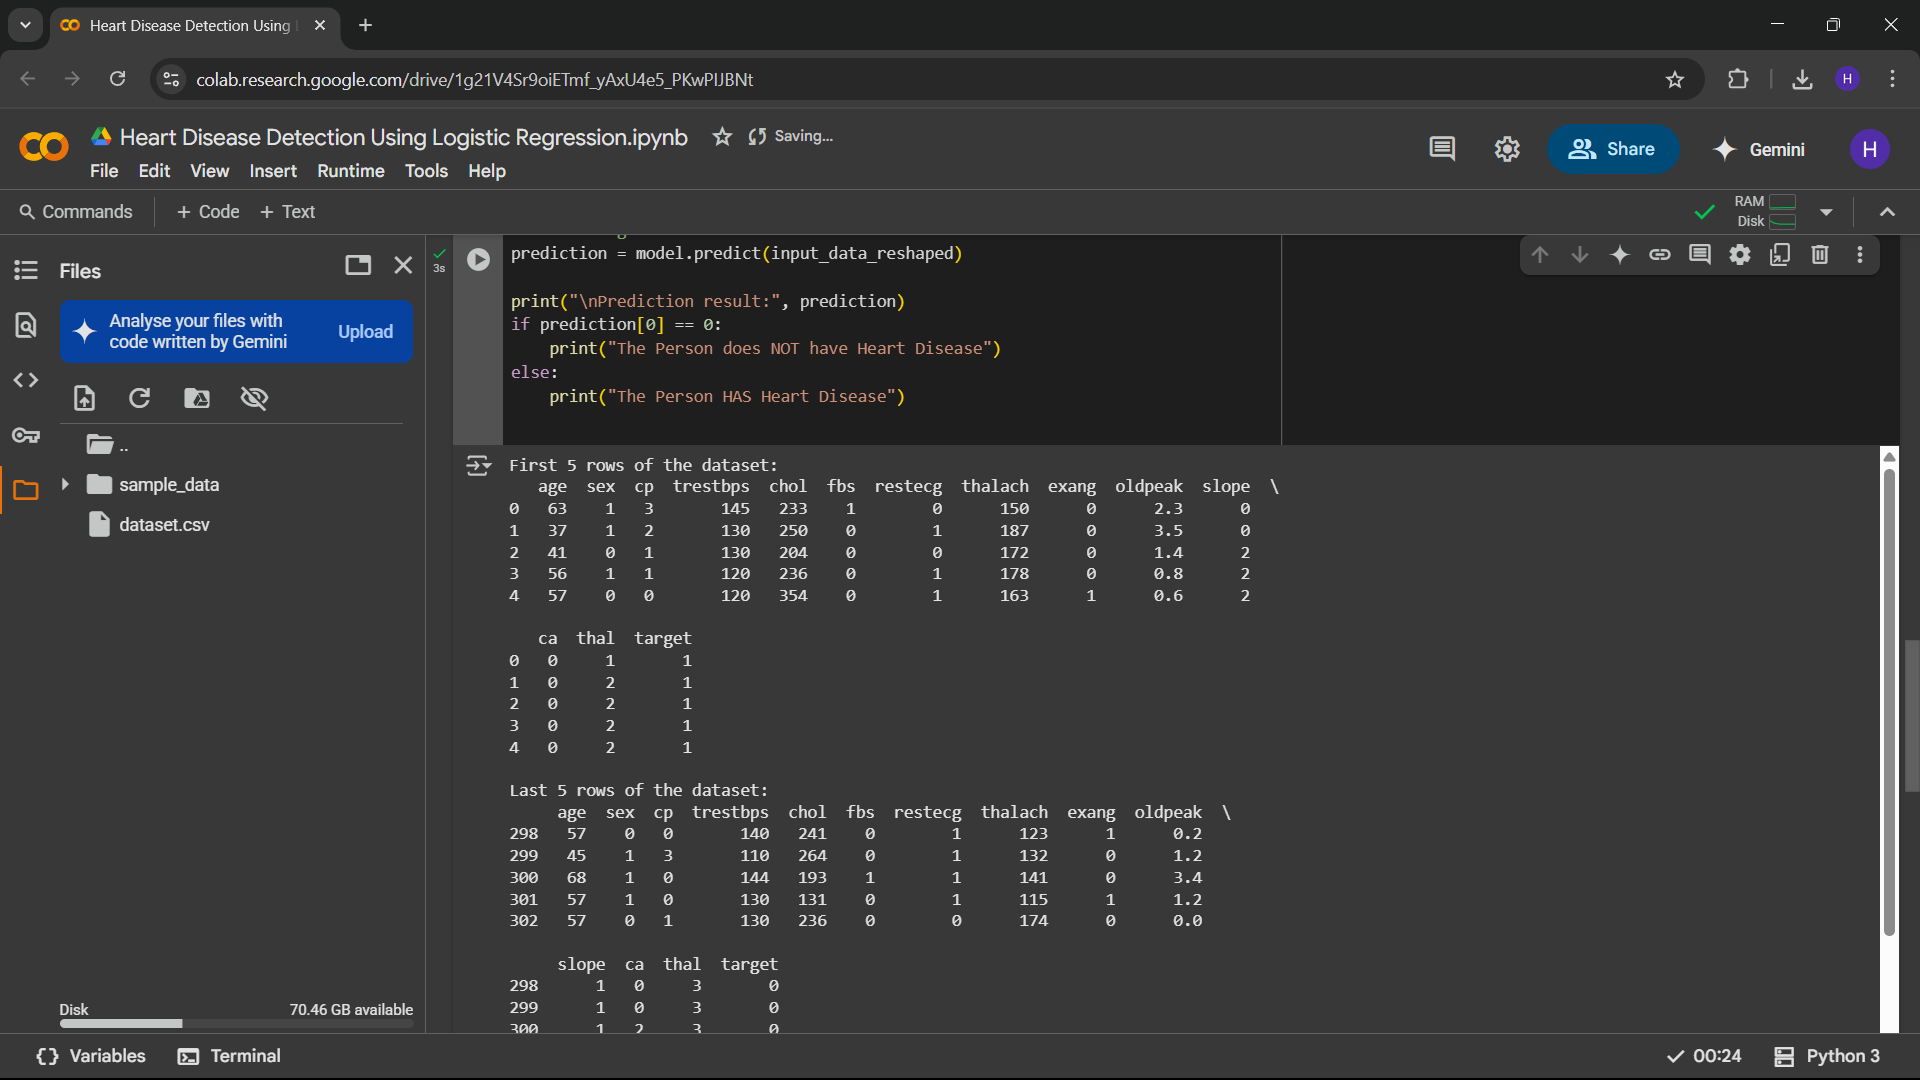 Heart Disease Detection Using
colab.research.google.com/drive/1g21V4Sr9oiETmf_yAxU4e5_PKwPIJBNt
H
Heart Disease Detection Using Logistic Regression.ipynb
Saving...
File Edit View Insert Runtime Tools Help
Share
Gemini
H
Commands
+ Code + Text
RAM
Disk
Files
Analyse your files with
code written by Gemini
Upload
..
sample_data
dataset.csv
Disk 70.46 GB available
3s
prediction = model.predict(input_data_reshaped)
print("\nPrediction result:", prediction)
if prediction[0] == 0:
    print("The Person does NOT have Heart Disease")
else:
    print("The Person HAS Heart Disease")
First 5 rows of the dataset:
   age  sex  cp  trestbps  chol  fbs  restecg  thalach  exang  oldpeak  slope  \
0   63    1   3       145   233    1        0      150      0      2.3      0
1   37    1   2       130   250    0        1      187      0      3.5      0
2   41    0   1       130   204    0        0      172      0      1.4      2
3   56    1   1       120   236    0        1      178      0      0.8      2
4   57    0   0       120   354    0        1      163      1      0.6      2
   ca  thal  target
0   0     1       1
1   0     2       1
2   0     2       1
3   0     2       1
4   0     2       1
Last 5 rows of the dataset:
     age  sex  cp  trestbps  chol  fbs  restecg  thalach  exang  oldpeak  \
298   57    0   0       140   241    0        1      123      1      0.2
299   45    1   3       110   264    0        1      132      0      1.2
300   68    1   0       144   193    1        1      141      0      3.4
301   57    1   0       130   131    0        1      115      1      1.2
302   57    0   1       130   236    0        0      174      0      0.0
     slope  ca  thal  target
298      1   0     3       0
299      1   0     3       0
300      1   2     3       0
Variables Terminal
00:24 Python 3